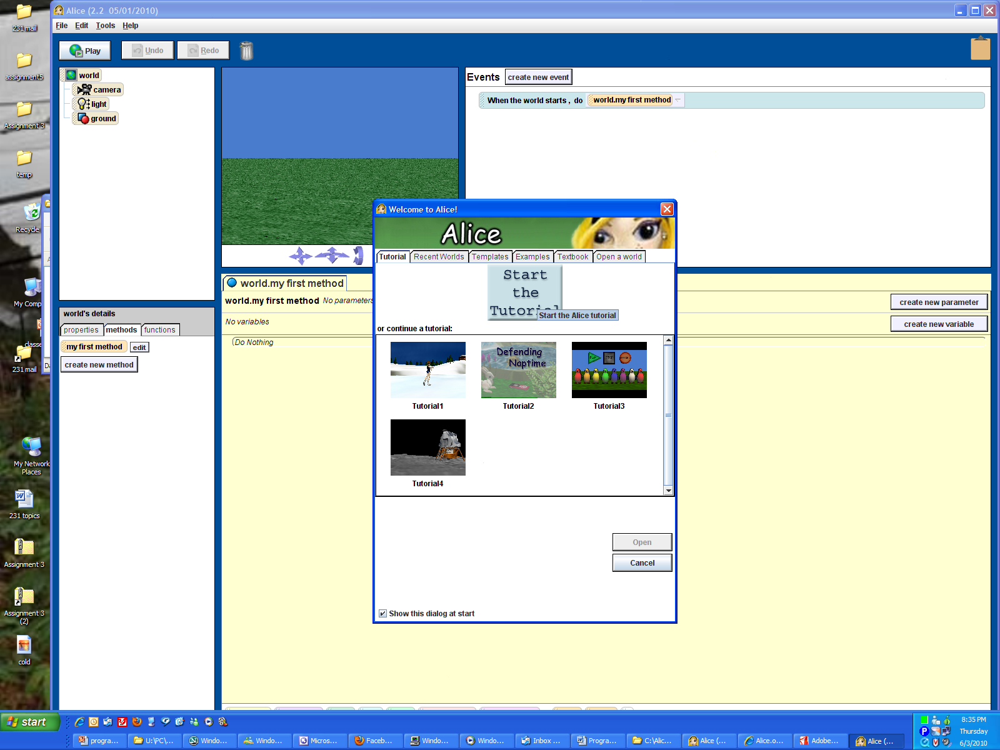 231 mail
assignment5
Assignment 3
temp
Recycle
My Comp
231 mail
My Network
Places
231 topics
Assignment 3
Assignment 3
(2)
cold
Alice (2.2 05/01/2010)
File Edit Tools Help
Play Undo Redo
world
camera
light
ground
Events create new event
When the world starts , do world.my first method
world's details
properties methods functions
my first method edit
create new method
world.my first method
world.my first method No parameters
create new parameter
No variables
create new variable
Do Nothing
Welcome to Alice!
Alice
Tutorial Recent Worlds Templates Examples Textbook Open a world
Start
the
Tutorial
Start the Alice tutorial
or continue a tutorial:
Defending
Naptime
Tutorial1 Tutorial2 Tutorial3
Tutorial4
Open
Cancel
Show this dialog at start
start
progra... U:\PC\... Windo... Windo... Micros... Faceb... Windo... Windo... Inbox ... Progra... C:\Alic... Alice (... Alice.o... Adobe... Alice (...
8:35 PM
Thursday
6/3/2010